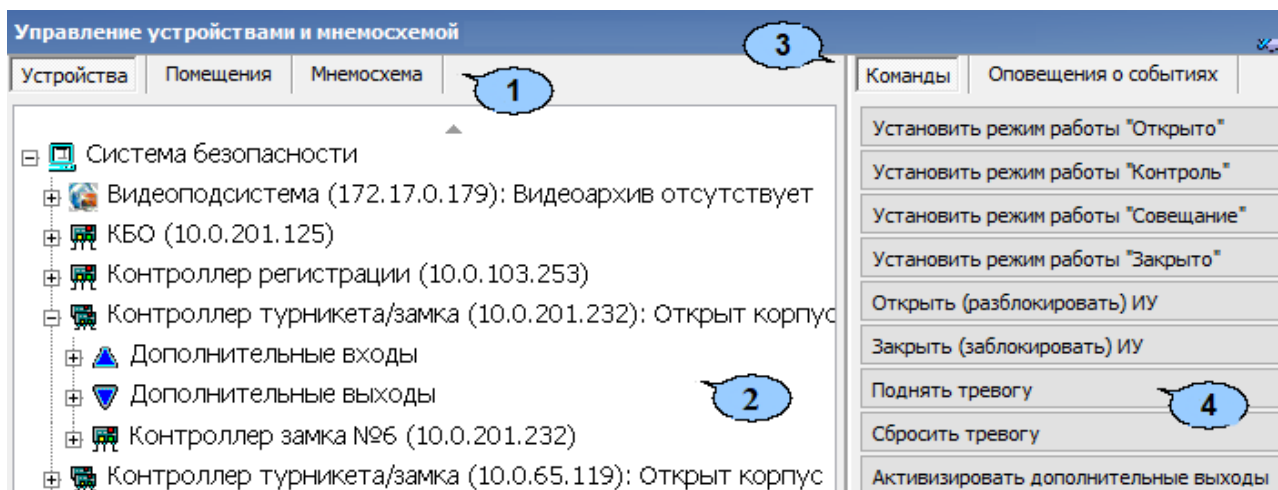 Управление устройствами и мнемосхемой
3
Устройства Помещения Мнемосхема
1
Команды Оповещения о событиях
Система безопасности
Видеоподсистема (172.17.0.179): Видеоархив отсутствует
КБО (10.0.201.125)
Контроллер регистрации (10.0.103.253)
Контроллер турникета/замка (10.0.201.232): Открыт корпус
Дополнительные входы
Дополнительные выходы
2
Контроллер замка №6 (10.0.201.232)
Контроллер турникета/замка (10.0.65.119): Открыт корпус
Установить режим работы "Открыто"
Установить режим работы "Контроль"
Установить режим работы "Совещание"
Установить режим работы "Закрыто"
Открыть (разблокировать) ИУ
Закрыть (заблокировать) ИУ
Поднять тревогу
4
Сбросить тревогу
Активизировать дополнительные выходы